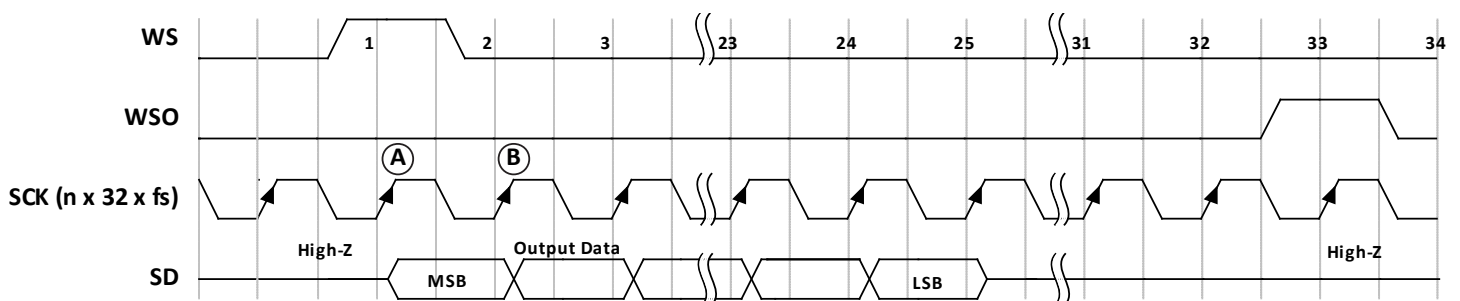 WS 1 2 3 23 24 25 31 32 33 34
WSO
A B
SCK (n x 32 x fs)
High-Z Output Data High-Z
SD MSB LSB